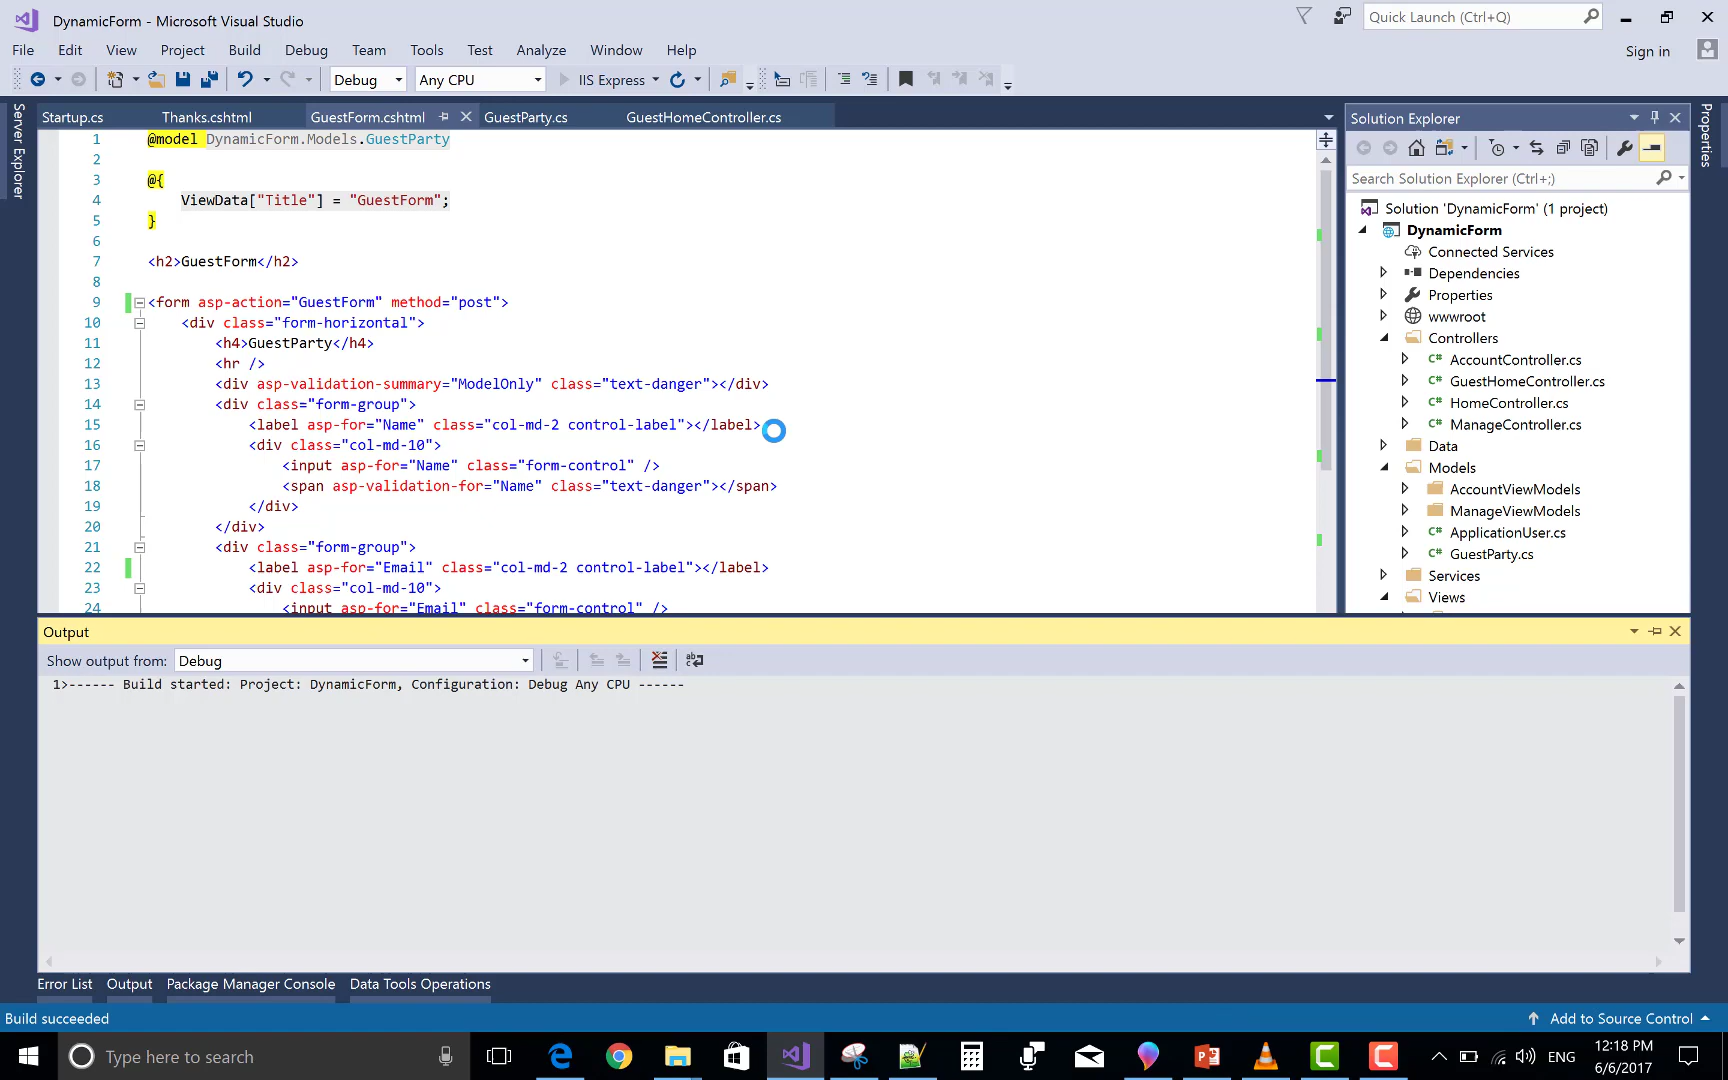 DynamicForm - Microsoft Visual Studio
Quick Launch (Ctrl+Q)
File Edit View Project Build Debug Team Tools Test Analyze Window Help
Sign in
Debug Any CPU IIS Express
Server Explorer
Startup.cs Thanks.cshtml GuestForm.cshtml GuestParty.cs GuestHomeController.cs
1 @model DynamicForm.Models.GuestParty
2
3 @{
4 ViewData["Title"] = "GuestForm";
5 }
6
7 <h2>GuestForm</h2>
8
9 <form asp-action="GuestForm" method="post">
10 <div class="form-horizontal">
11 <h4>GuestParty</h4>
12 <hr />
13 <div asp-validation-summary="ModelOnly" class="text-danger"></div>
14 <div class="form-group">
15 <label asp-for="Name" class="col-md-2 control-label"></label>
16 <div class="col-md-10">
17 <input asp-for="Name" class="form-control" />
18 <span asp-validation-for="Name" class="text-danger"></span>
19 </div>
20 </div>
21 <div class="form-group">
22 <label asp-for="Email" class="col-md-2 control-label"></label>
23 <div class="col-md-10">
24 <input asp-for="Email" class="form-control" />
Solution Explorer
Search Solution Explorer (Ctrl+;)
Solution 'DynamicForm' (1 project)
DynamicForm
Connected Services
Dependencies
Properties
wwwroot
Controllers
C# AccountController.cs
C# GuestHomeController.cs
C# HomeController.cs
C# ManageController.cs
Data
Models
AccountViewModels
ManageViewModels
C# ApplicationUser.cs
C# GuestParty.cs
Services
Views
Properties
Output
Show output from: Debug
1>------ Build started: Project: DynamicForm, Configuration: Debug Any CPU ------
Error List Output Package Manager Console Data Tools Operations
Build succeeded
Add to Source Control
Type here to search
ENG
12:18 PM
6/6/2017